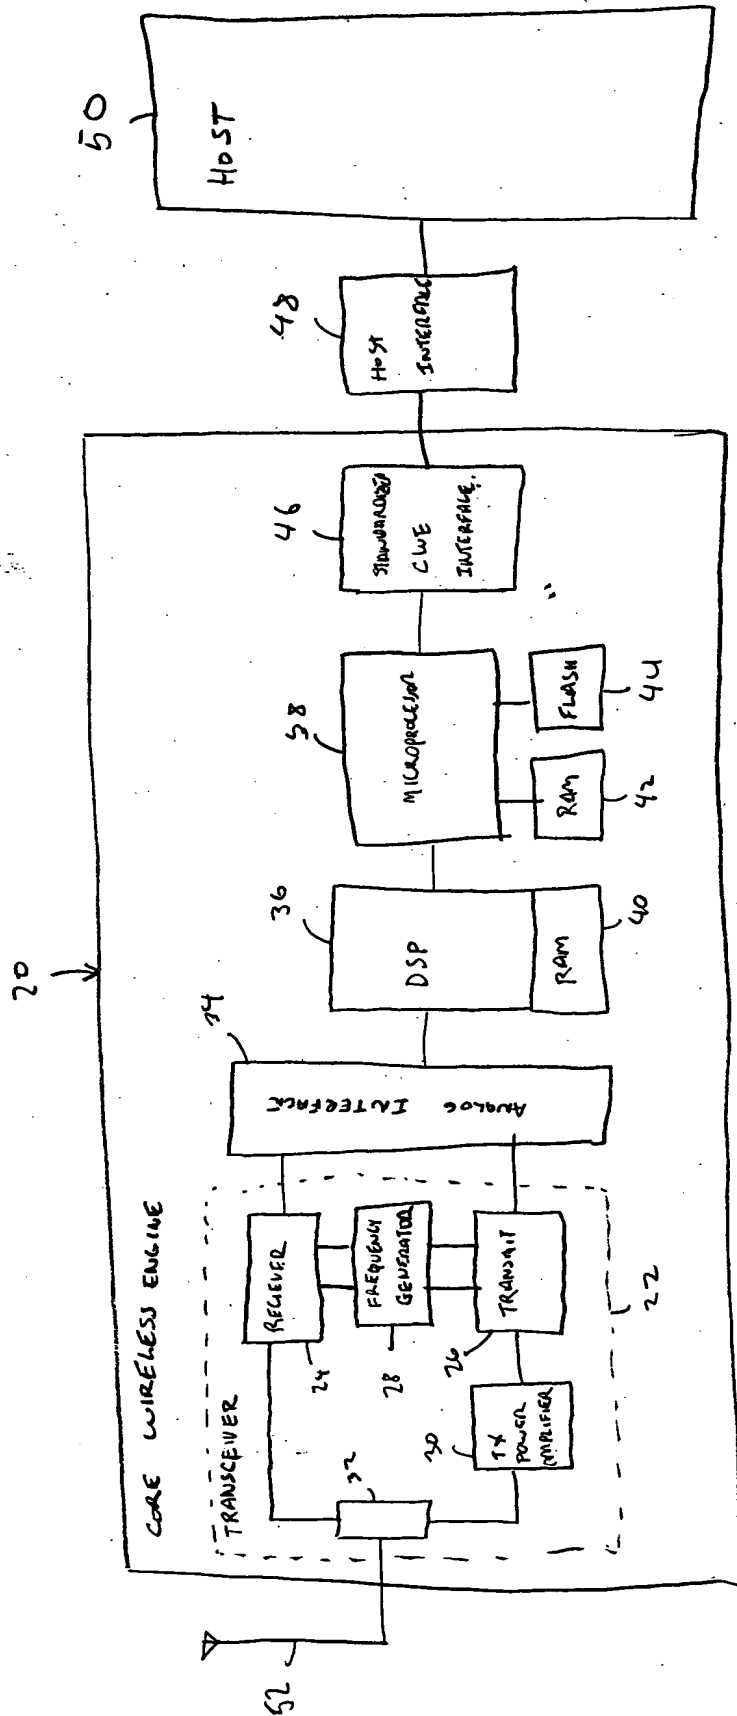 20
CORE WIRELESS ENGINE
TRANSCEIVER
52
32
RECIEVER
24
FREQUENCY
GENERATOR
28
TRANSMIT
26
TX
POWER
AMPLIFIER
30
22
34
ANALOG INTERFACE
36
DSP
RAM
40
38
MICROPROCESSOR
RAM
42
FLASH
44
46
STANDARDIZED
CWE
INTERFACE
48
HOST
INTERFACE
50
HOST